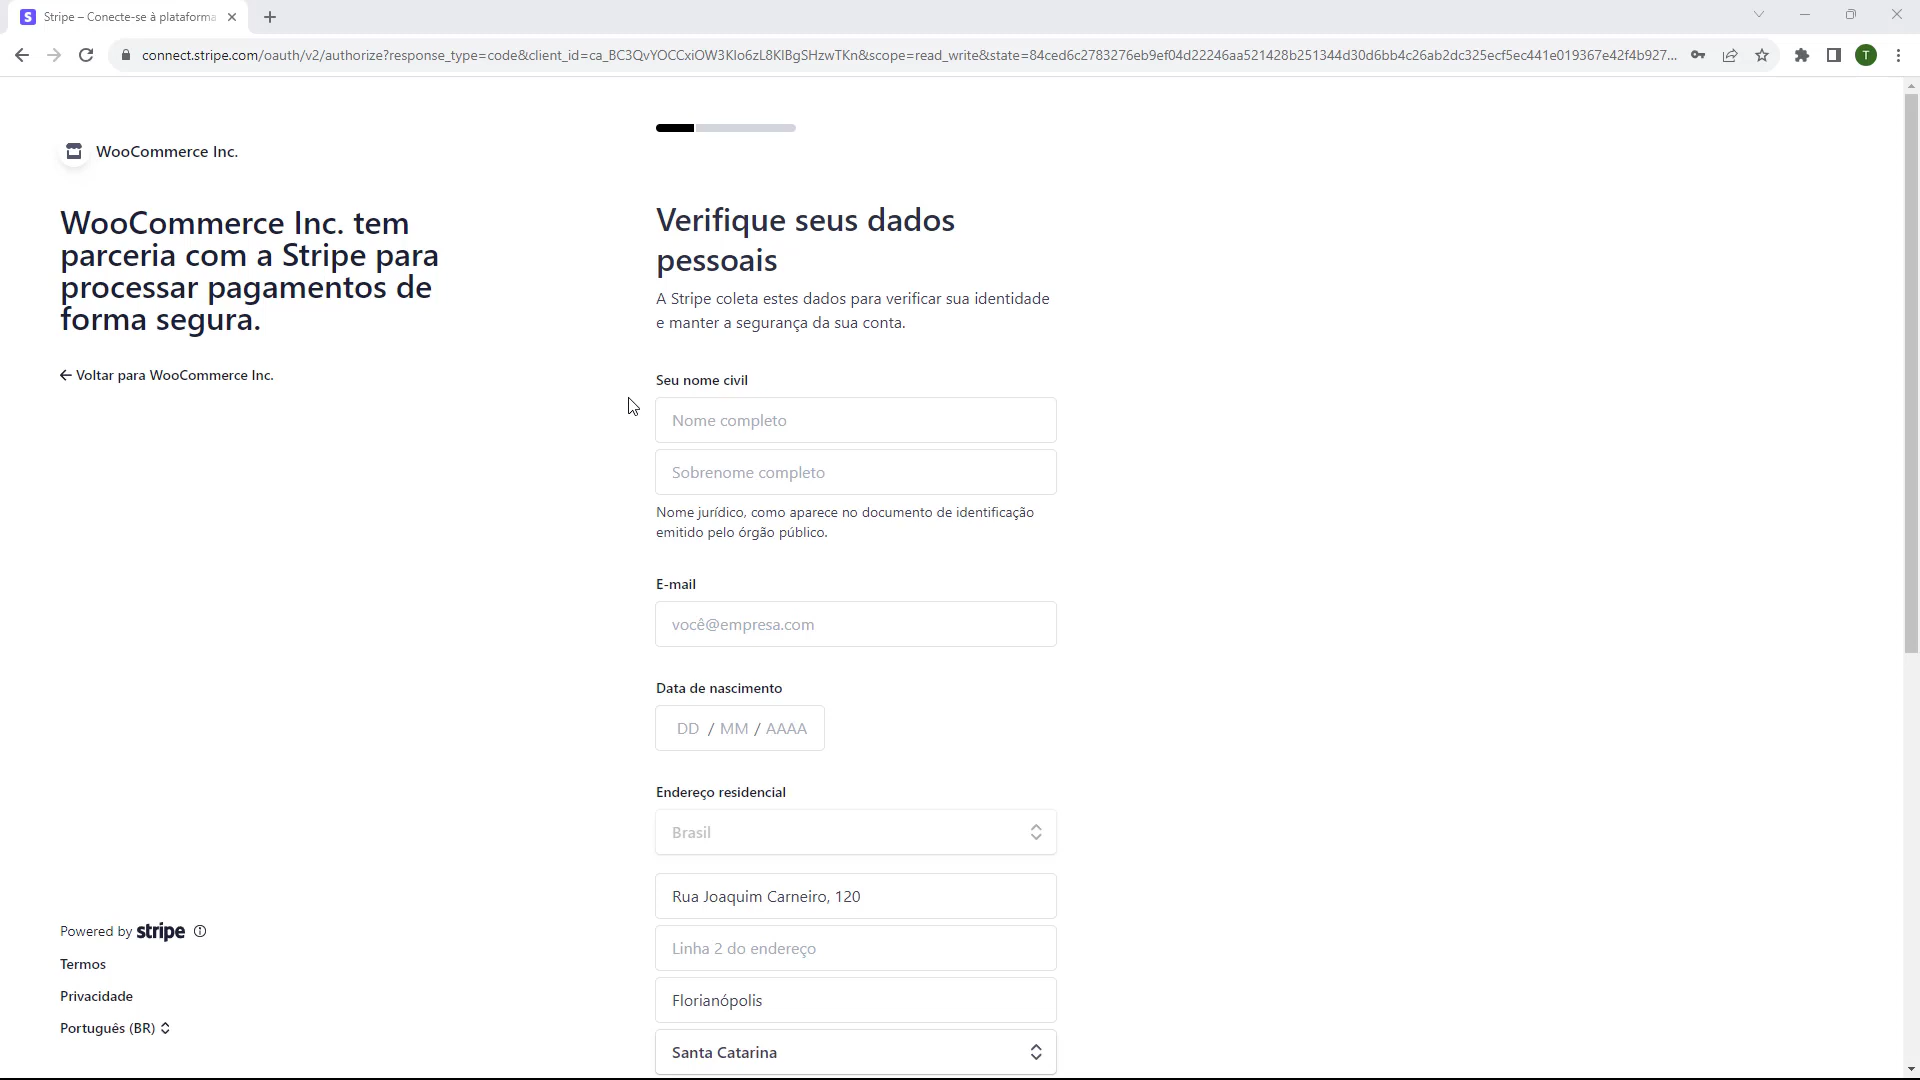 Stripe – Conecte-se à plataforma
connect.stripe.com/oauth/v2/authorize?response_type=code&client_id=ca_BC3QvYOCCxiOW3KIo6zL8KIBgSHzwTKn&scope=read_write&state=84ced6c2783276eb9ef04d22246aa521428b251344d30d6bb4c26ab2dc325ecf5ec441e019367e42f4b927...
T
WooCommerce Inc.
WooCommerce Inc. tem
parceria com a Stripe para
processar pagamentos de
forma segura.
Voltar para WooCommerce Inc.
Powered by stripe
Termos
Privacidade
Português (BR)
Verifique seus dados
pessoais
A Stripe coleta estes dados para verificar sua identidade
e manter a segurança da sua conta.
Seu nome civil
Nome completo
Sobrenome completo
Nome jurídico, como aparece no documento de identificação
emitido pelo órgão público.
E-mail
você@empresa.com
Data de nascimento
DD / MM / AAAA
Endereço residencial
Brasil
Rua Joaquim Carneiro, 120
Linha 2 do endereço
Florianópolis
Santa Catarina